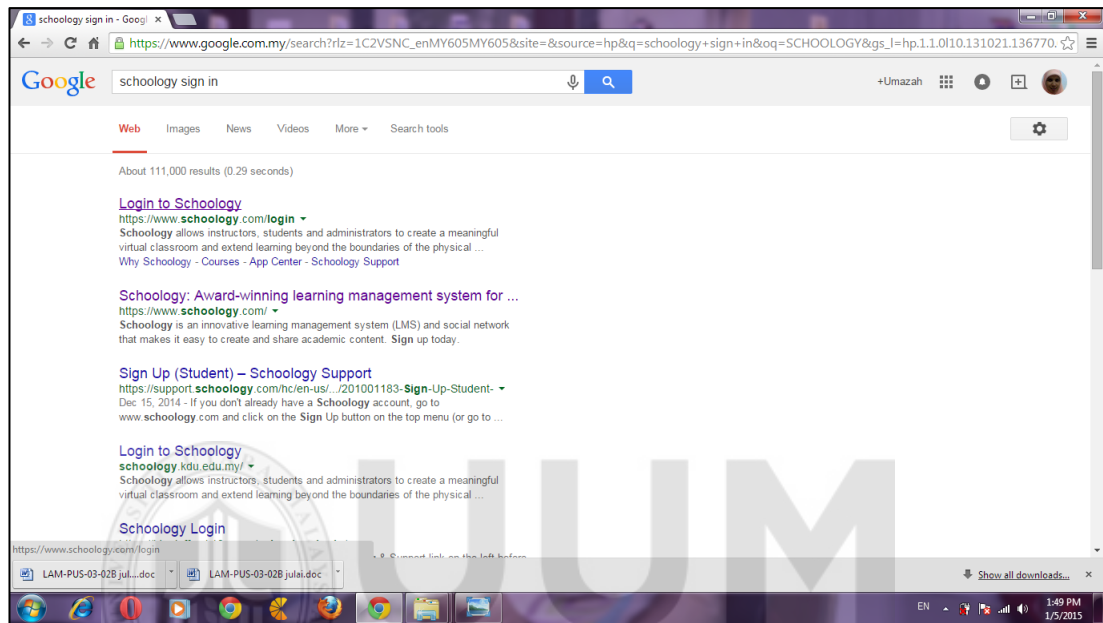 schoology sign in - Googl
https://www.google.com.my/search?rlz=1C2VSNC_enMY605MY605&site=&source=hp&q=schoology+sign+in&oq=SCHOOLOGY&gs_l=hp.1.1.0l10.131021.136770.
Google schoology sign in +Umazah
Web Images News Videos More Search tools
About 111,000 results (0.29 seconds)
Login to Schoology
https://www.schoology.com/login
Schoology allows instructors, students and administrators to create a meaningful
virtual classroom and extend learning beyond the boundaries of the physical ...
Why Schoology - Courses - App Center - Schoology Support
Schoology: Award-winning learning management system for ...
https://www.schoology.com/
Schoology is an innovative learning management system (LMS) and social network
that makes it easy to create and share academic content. Sign up today.
Sign Up (Student) – Schoology Support
https://support.schoology.com/hc/en-us/.../201001183-Sign-Up-Student-
Dec 15, 2014 - If you don't already have a Schoology account, go to
www.schoology.com and click on the Sign Up button on the top menu (or go to ...
Login to Schoology
schoology.kdu.edu.my/
Schoology allows instructors, students and administrators to create a meaningful
virtual classroom and extend learning beyond the boundaries of the physical ...
Schoology Login
& Support link on the left before
https://www.schoology.com/login
LAM-PUS-03-02B jul....doc LAM-PUS-03-02B julai.doc Show all downloads...
EN 1:49 PM
1/5/2015
UUM